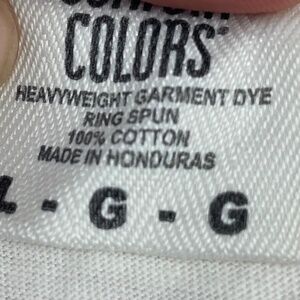 COLORS
HEAVYWEIGHT GARMENT DYE
RING SPUN
100% COTTON
MADE IN HONDURAS
L - G - G